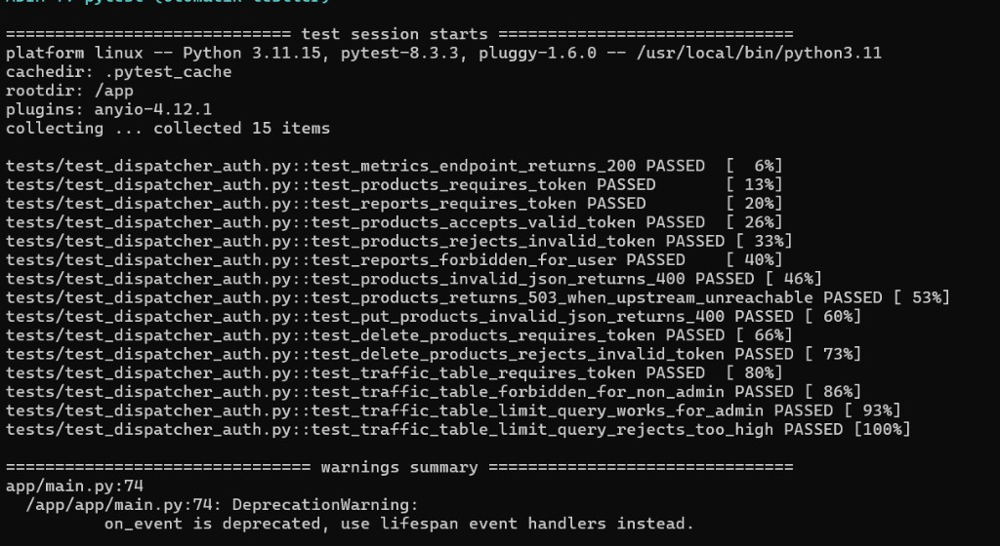 pytest (otomatik testler)
============================= test session starts ==============================
platform linux -- Python 3.11.15, pytest-8.3.3, pluggy-1.6.0 -- /usr/local/bin/python3.11
cachedir: .pytest_cache
rootdir: /app
plugins: anyio-4.12.1
collecting ... collected 15 items
tests/test_dispatcher_auth.py::test_metrics_endpoint_returns_200 PASSED [ 6%]
tests/test_dispatcher_auth.py::test_products_requires_token PASSED [ 13%]
tests/test_dispatcher_auth.py::test_reports_requires_token PASSED [ 20%]
tests/test_dispatcher_auth.py::test_products_accepts_valid_token PASSED [ 26%]
tests/test_dispatcher_auth.py::test_products_rejects_invalid_token PASSED [ 33%]
tests/test_dispatcher_auth.py::test_reports_forbidden_for_user PASSED [ 40%]
tests/test_dispatcher_auth.py::test_products_invalid_json_returns_400 PASSED [ 46%]
tests/test_dispatcher_auth.py::test_products_returns_503_when_upstream_unreachable PASSED [ 53%]
tests/test_dispatcher_auth.py::test_put_products_invalid_json_returns_400 PASSED [ 60%]
tests/test_dispatcher_auth.py::test_delete_products_requires_token PASSED [ 66%]
tests/test_dispatcher_auth.py::test_delete_products_rejects_invalid_token PASSED [ 73%]
tests/test_dispatcher_auth.py::test_traffic_table_requires_token PASSED [ 80%]
tests/test_dispatcher_auth.py::test_traffic_table_forbidden_for_non_admin PASSED [ 86%]
tests/test_dispatcher_auth.py::test_traffic_table_limit_query_works_for_admin PASSED [ 93%]
tests/test_dispatcher_auth.py::test_traffic_table_limit_query_rejects_too_high PASSED [100%]
=============================== warnings summary ===============================
app/main.py:74
/app/app/main.py:74: DeprecationWarning:
on_event is deprecated, use lifespan event handlers instead.